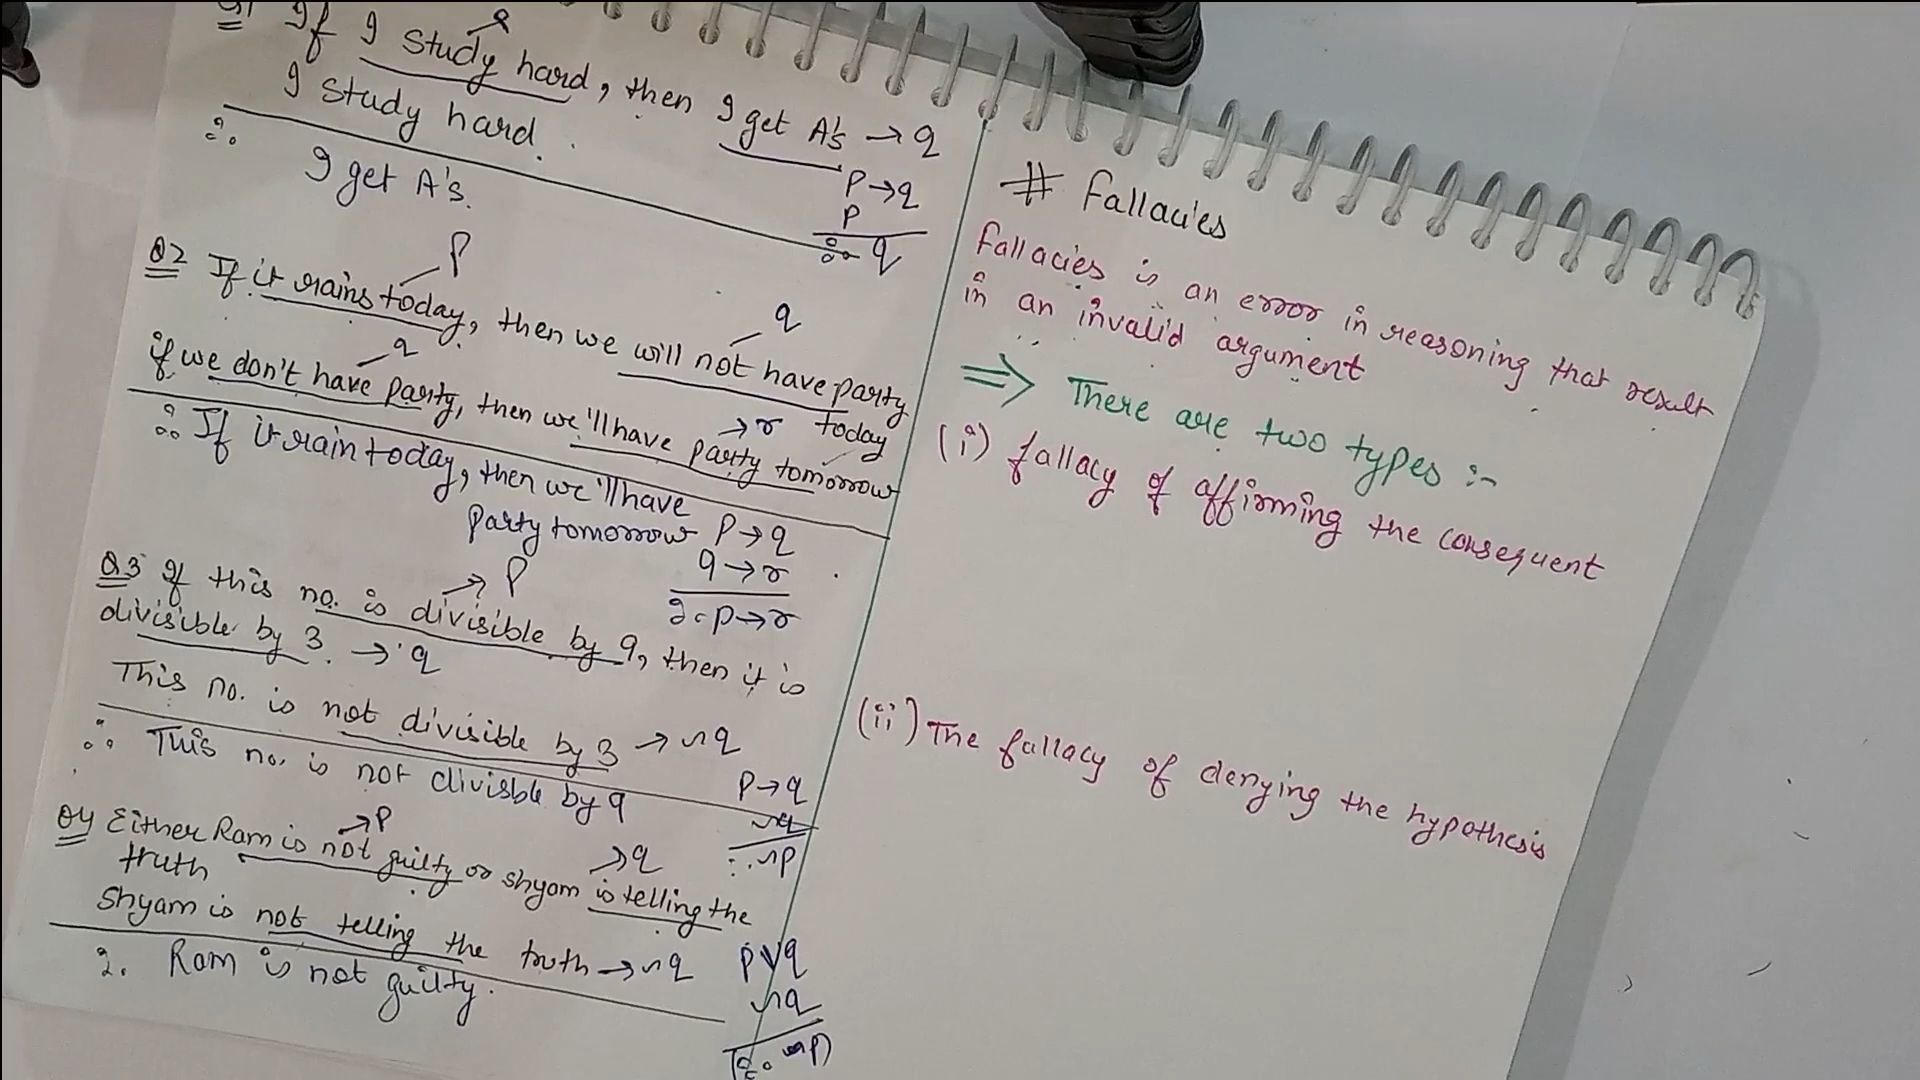 Q1 If I study hard, then I get A's → q
I study hard.
p→q
p
∴ q
∴ I get A's.
Q2 If it rains today, then we will not have party
today
p
q
if we don't have party, then we'll have party tomorrow
q
→ r
∴ If it rain today, then we'll have
party tomorrow
p→q
q→r
∴ p→r
Q3 If this no. is divisible by 9, then it is
→ p
divisible by 3. → q
This no. is not divisible by 3 → ~q
∴ This no. is not divisble by 9
p→q
~q
∴ ~p
Q4 Either Ram is not guilty or shyam is telling the
→p
→q
truth
Shyam is not telling the truth → ~q
∴ Ram is not guilty.
p∨q
~q
# Fallacies
Fallacies is an error in reasoning that result
in an invalid argument
⇒ There are two types :-
(i) fallacy of affirming the consequent
(ii) The fallacy of denying the hypothesis